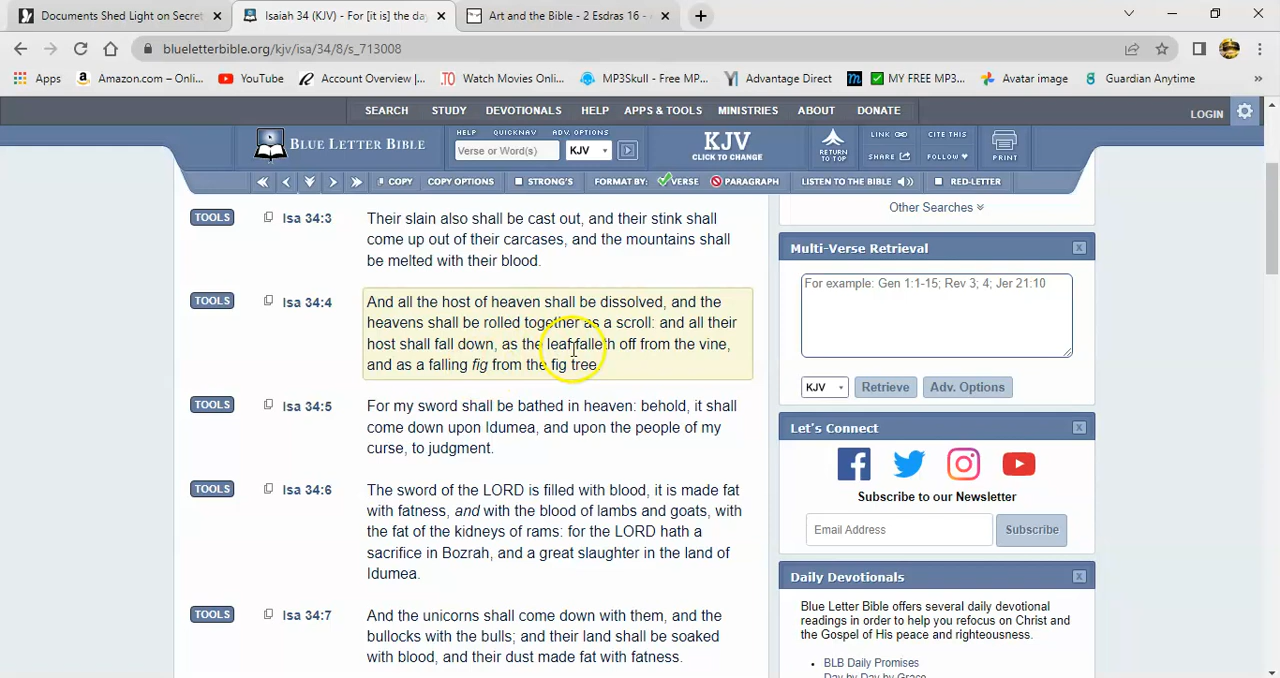 Documents Shed Light on Secret
Isaiah 34 (KJV) - For [it is] the da
Art and the Bible - 2 Esdras 16 -
blueletterbible.org/kjv/isa/34/8/s_713008
Apps
Amazon.com – Onli...
YouTube
Account Overview |...
Watch Movies Onlin...
MP3Skull - Free MP...
Advantage Direct
MY FREE MP3...
Avatar image
Guardian Anytime
SEARCH STUDY DEVOTIONALS HELP APPS & TOOLS MINISTRIES ABOUT DONATE
LOGIN
BLUE LETTER BIBLE
HELP QUICKNAV ADV. OPTIONS
Verse or Word(s)
KJV
KJV
CLICK TO CHANGE
RETURN
TO TOP
LINK
CITE THIS
SHARE
FOLLOW
PRINT
COPY COPY OPTIONS STRONG'S FORMAT BY: VERSE PARAGRAPH LISTEN TO THE BIBLE RED-LETTER
TOOLS Isa 34:3 Their slain also shall be cast out, and their stink shall
come up out of their carcases, and the mountains shall
be melted with their blood.
TOOLS Isa 34:4 And all the host of heaven shall be dissolved, and the
heavens shall be rolled together as a scroll: and all their
host shall fall down, as the leaf falleth off from the vine,
and as a falling fig from the fig tree.
TOOLS Isa 34:5 For my sword shall be bathed in heaven: behold, it shall
come down upon Idumea, and upon the people of my
curse, to judgment.
TOOLS Isa 34:6 The sword of the LORD is filled with blood, it is made fat
with fatness, and with the blood of lambs and goats, with
the fat of the kidneys of rams: for the LORD hath a
sacrifice in Bozrah, and a great slaughter in the land of
Idumea.
TOOLS Isa 34:7 And the unicorns shall come down with them, and the
bullocks with the bulls; and their land shall be soaked
with blood, and their dust made fat with fatness.
Other Searches
Multi-Verse Retrieval
For example: Gen 1:1-15; Rev 3; 4; Jer 21:10
KJV
Retrieve
Adv. Options
Let's Connect
Subscribe to our Newsletter
Email Address
Subscribe
Daily Devotionals
Blue Letter Bible offers several daily devotional
readings in order to help you refocus on Christ and
the Gospel of His peace and righteousness.
BLB Daily Promises
Day by Day by Grace